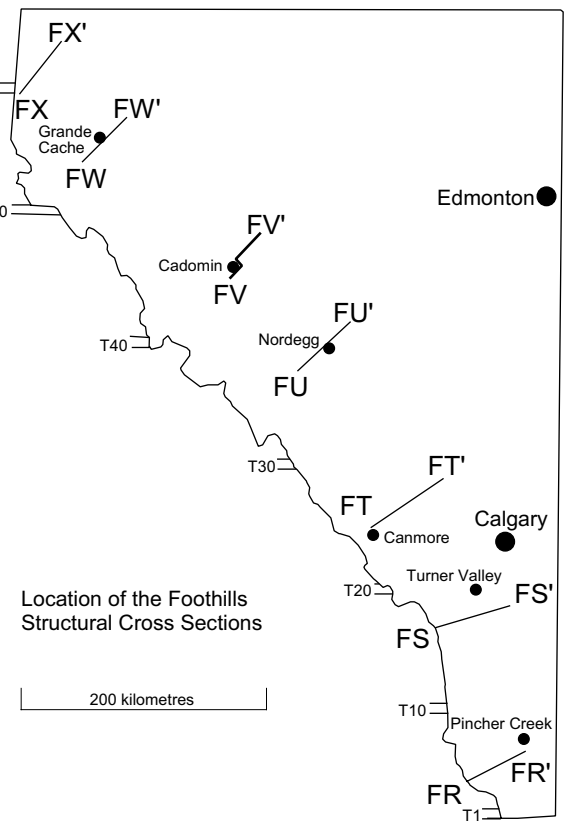 FX'
FX
FW'
Grande
Cache
FW
Edmonton
0
FV'
Cadomin
FV
FU'
T40
Nordegg
FU
T30
FT'
FT
Calgary
Canmore
Turner Valley
T20
FS'
Location of the Foothills
Structural Cross Sections
FS
200 kilometres
T10
Pincher Creek
FR'
FR
T1